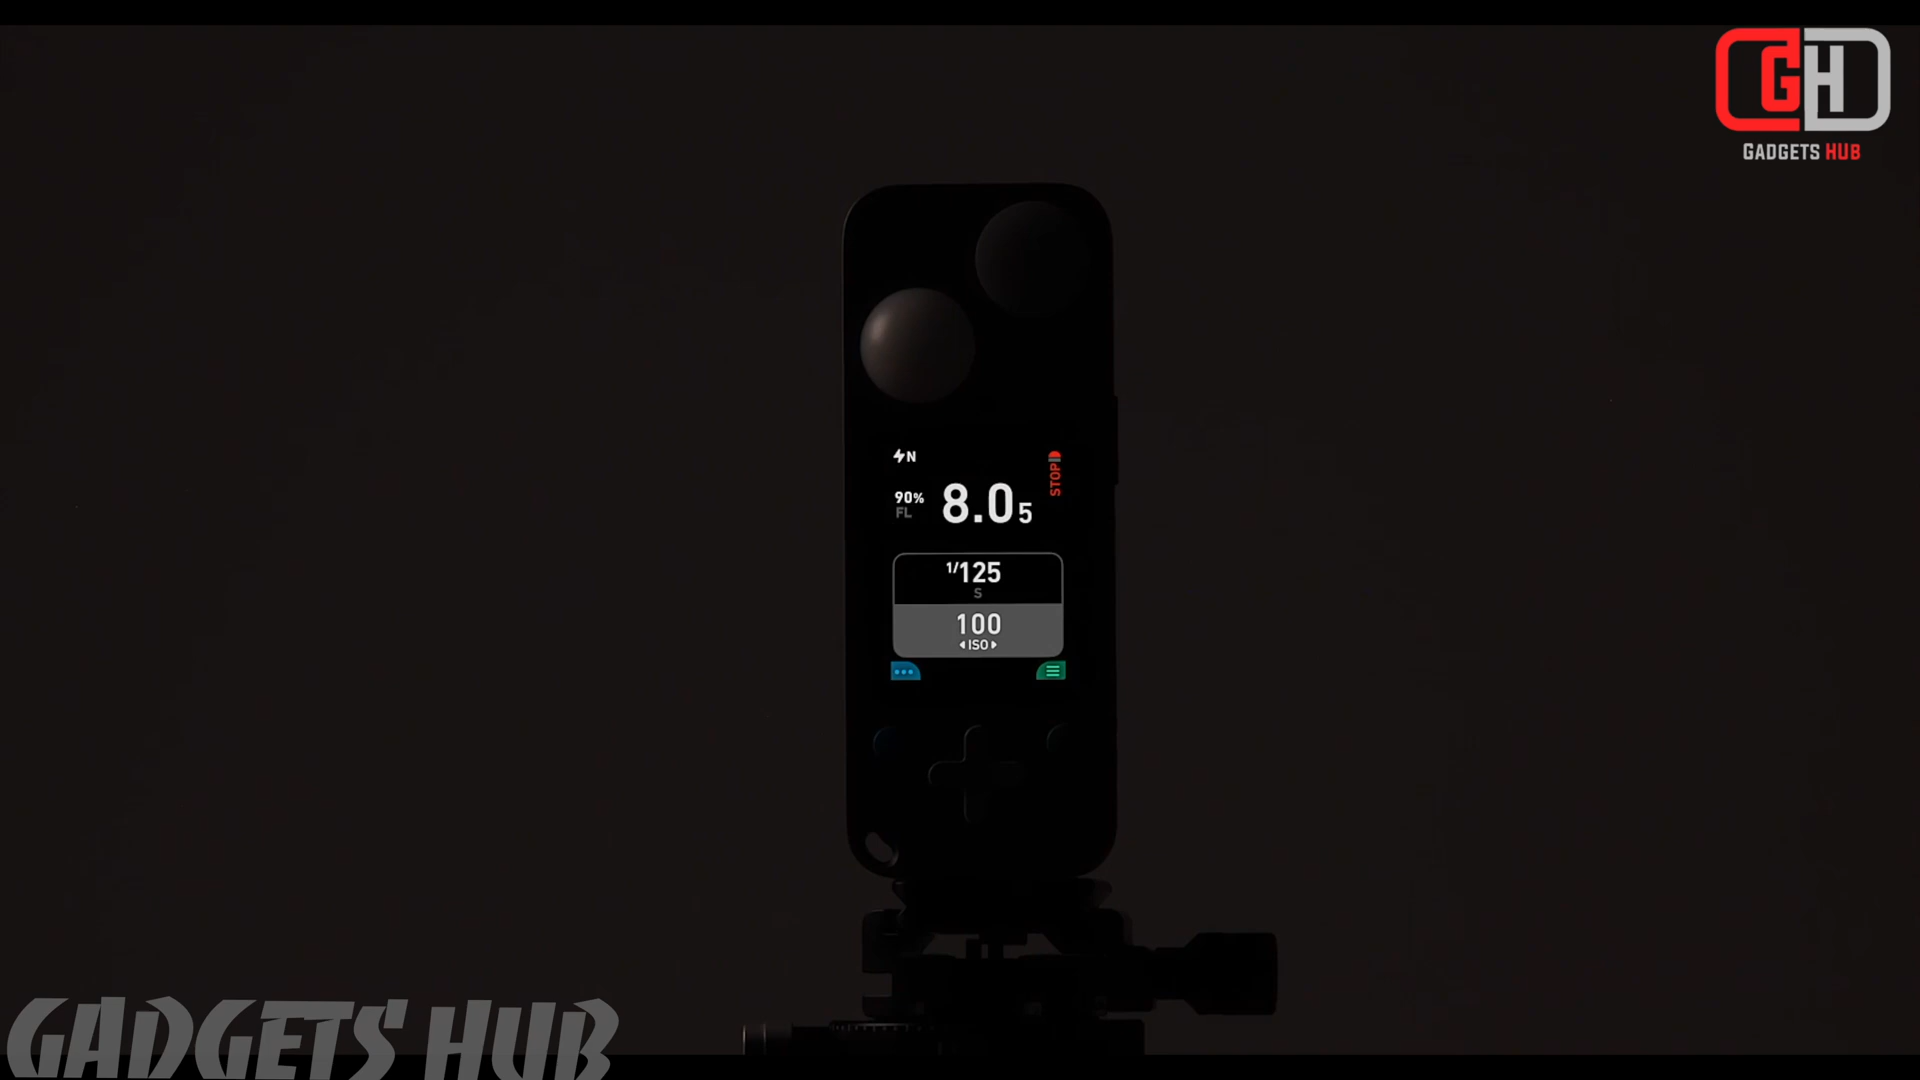 GH
GADGETS HUB
⚡N
STOP
90%
FL
8.05
1/125
S
100
◂ISO▸
GADGETS HUB